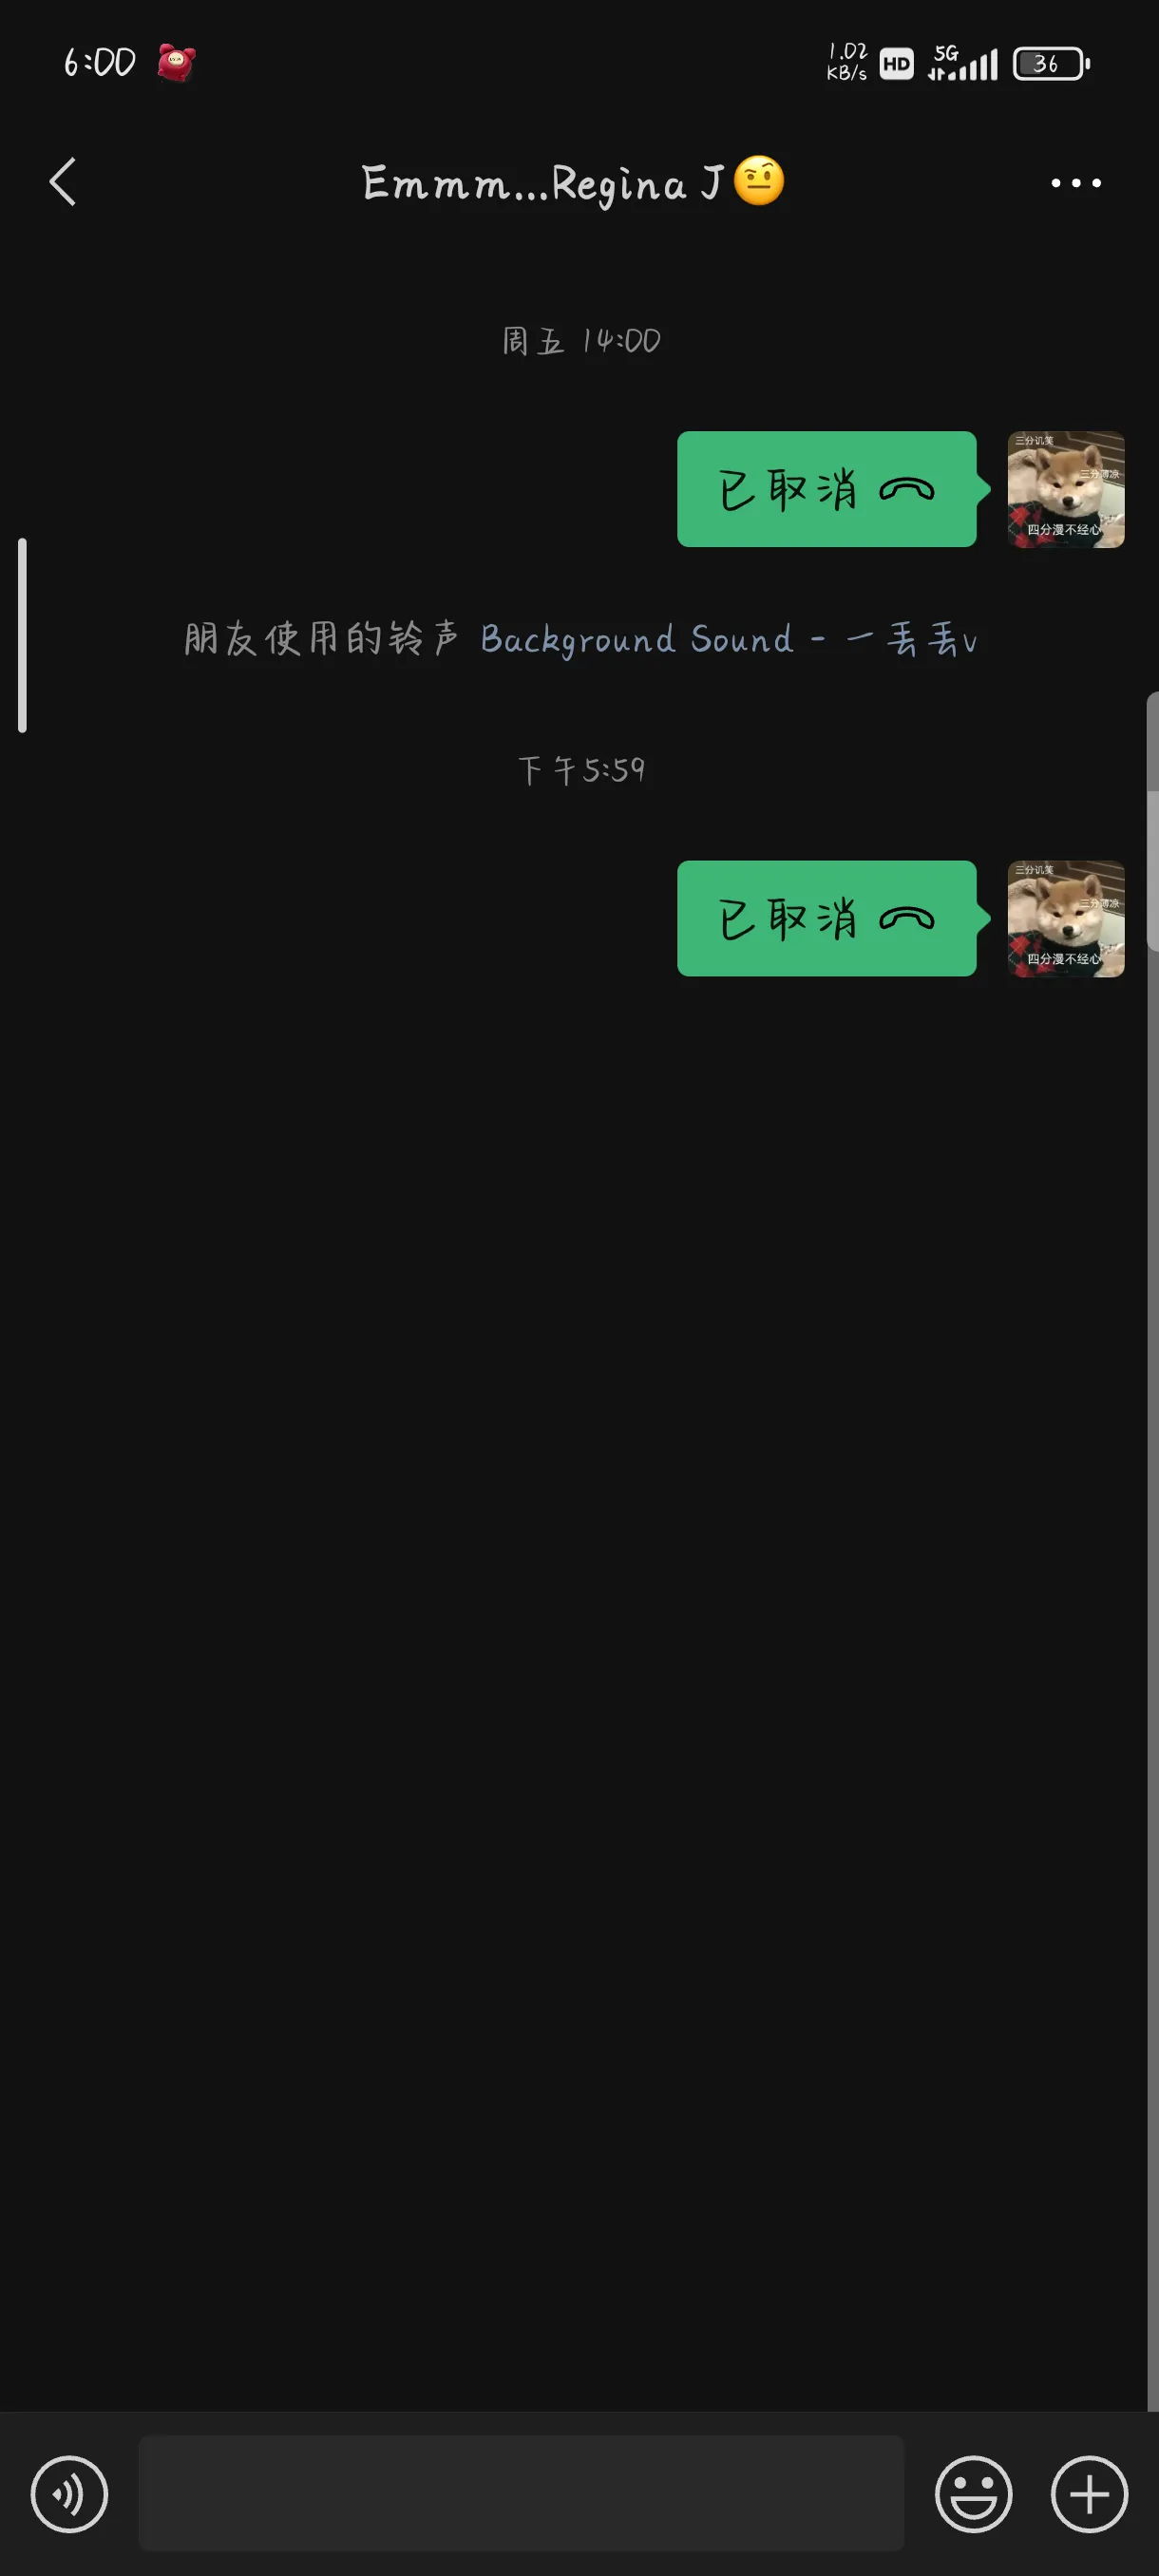 6:00
1.02
KB/s
HD
5G
36
Emmm...Regina J🤨
周五 14:00
已取消
三分讥笑
三分薄凉
四分漫不经心
朋友使用的铃声 Background Sound - 一丢丢v
下午5:59
已取消
三分讥笑
三分薄凉
四分漫不经心